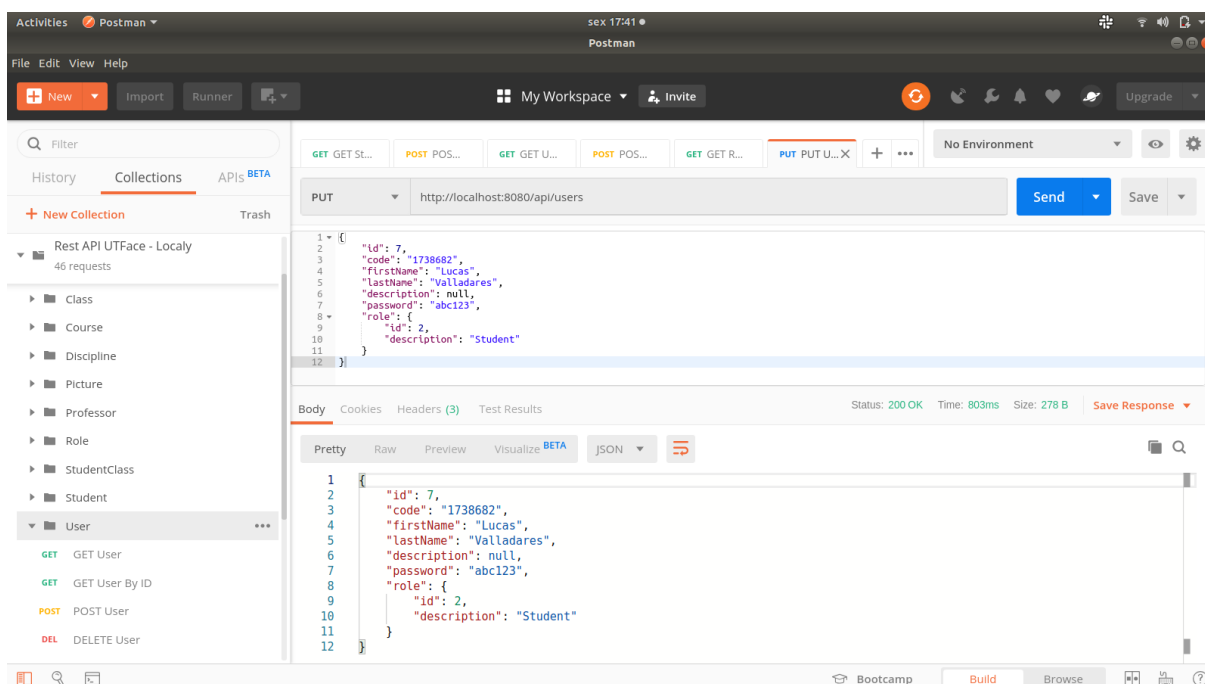 Activities Postman sex 17:41
Postman
File Edit View Help
New Import Runner My Workspace Invite Upgrade
Filter
History Collections APIs BETA
+ New Collection Trash
Rest API UTFace - Localy
46 requests
Class
Course
Discipline
Picture
Professor
Role
StudentClass
Student
User
GET GET User
GET GET User By ID
POST POST User
DEL DELETE User
GET GET St... POST POS... GET GET U... POST POS... GET GET R... PUT PUT U... X + ••• No Environment
PUT http://localhost:8080/api/users Send Save
1 {
2 "id": 7,
3 "code": "1738682",
4 "firstName": "Lucas",
5 "lastName": "Valladares",
6 "description": null,
7 "password": "abc123",
8 "role": {
9 "id": 2,
10 "description": "Student"
11 }
12 }
Body Cookies Headers (3) Test Results Status: 200 OK Time: 803ms Size: 278 B Save Response
Pretty Raw Preview Visualize BETA JSON
1 {
2 "id": 7,
3 "code": "1738682",
4 "firstName": "Lucas",
5 "lastName": "Valladares",
6 "description": null,
7 "password": "abc123",
8 "role": {
9 "id": 2,
10 "description": "Student"
11 }
12 }
Bootcamp Build Browse